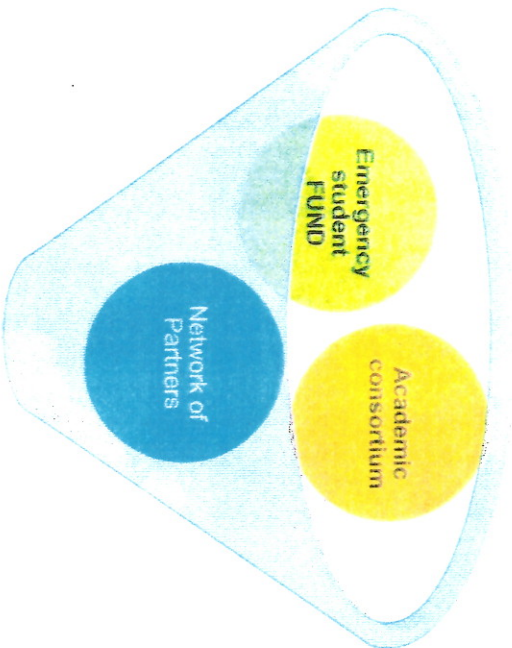 Emergency
student
FUND
Academic
consortium
Network of
Partners